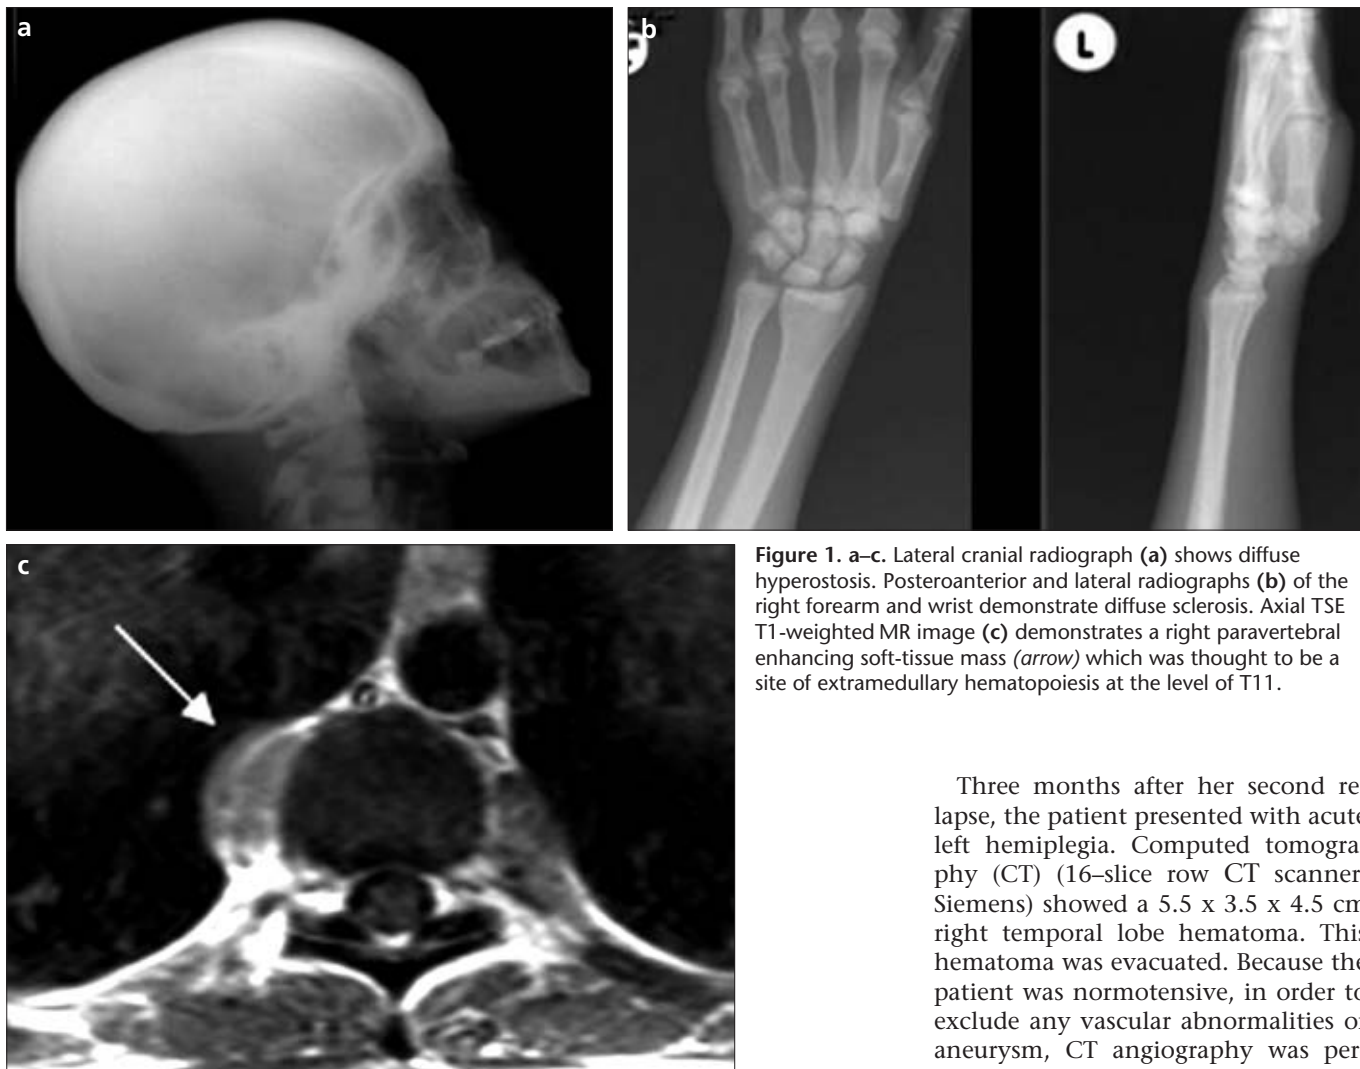 a
b
L
c
Figure 1. a–c. Lateral cranial radiograph (a) shows diffuse
hyperostosis. Posteroanterior and lateral radiographs (b) of the
right forearm and wrist demonstrate diffuse sclerosis. Axial TSE
T1-weighted MR image (c) demonstrates a right paravertebral
enhancing soft-tissue mass (arrow) which was thought to be a
site of extramedullary hematopoiesis at the level of T11.
Three months after her second re
lapse, the patient presented with acute
left hemiplegia. Computed tomogra
phy (CT) (16–slice row CT scanner
Siemens) showed a 5.5 x 3.5 x 4.5 cm
right temporal lobe hematoma. This
hematoma was evacuated. Because the
patient was normotensive, in order to
exclude any vascular abnormalities or
aneurysm, CT angiography was per